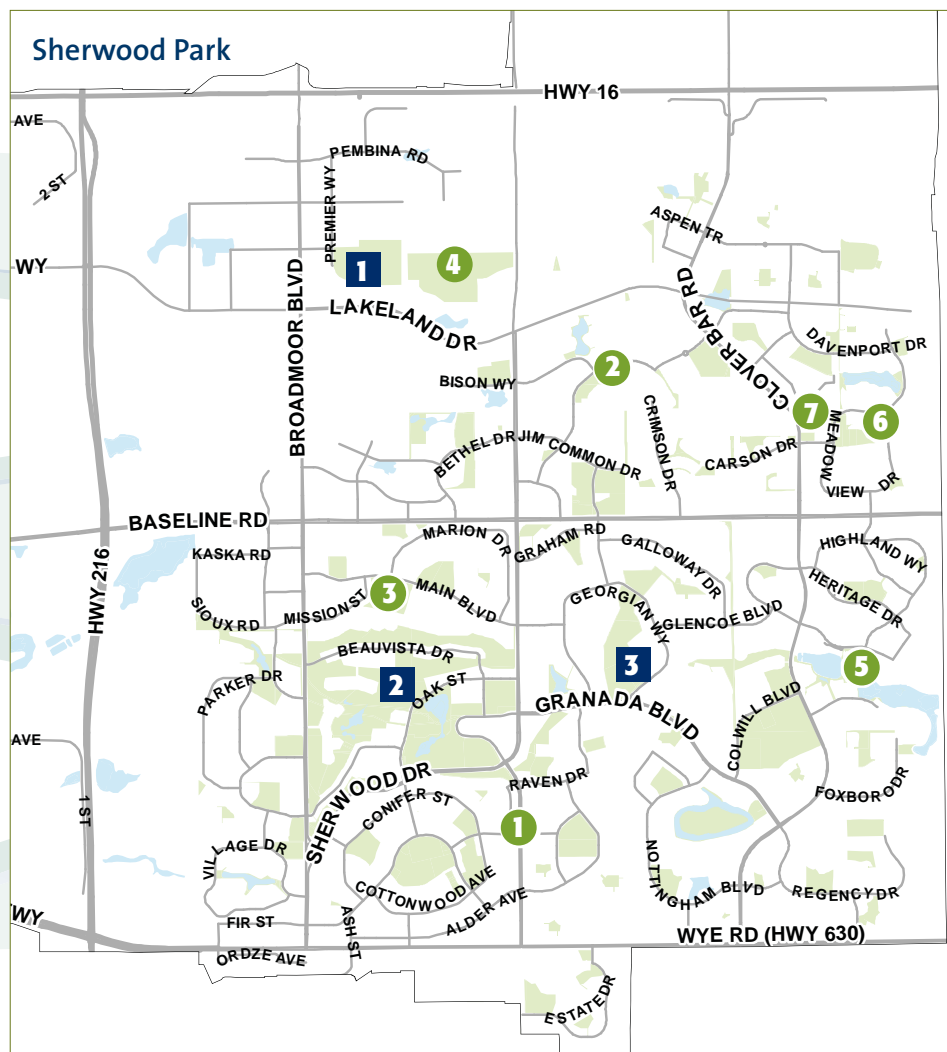 Sherwood Park
HWY 16
AVE
2 ST
PEMBINA RD
PREMIER WY
ASPEN TR
WY
1
4
BROADMOOR BLVD
LAKELAND DR
CLOVER BAR RD
DAVENPORT DR
2
BISON WY
7
6
CRIMSON DR
MEADOW
VIEW DR
BETHEL DR
JIM COMMON DR
CARSON DR
BASELINE RD
MARION DR
GRAHAM RD
GALLOWAY DR
HIGHLAND WY
KASKA RD
HWY 216
HERITAGE DR
3
MAIN BLVD
GEORGIAN WY
SIOUX RD
MISSION ST
GLENCOE BLVD
BEAUVISTA DR
3
5
2
OAK ST
PARKER DR
GRANADA BLVD
COLWILL BLVD
AVE
1 ST
SHERWOOD DR
RAVEN DR
FOXBORO DR
CONIFER ST
1
VILLAGE DR
COTTONWOOD AVE
NOTTINGHAM BLVD
REGENCY DR
ALDER AVE
WY
FIR ST
ASH ST
WYE RD (HWY 630)
ORDZE AVE
ESTATE DR